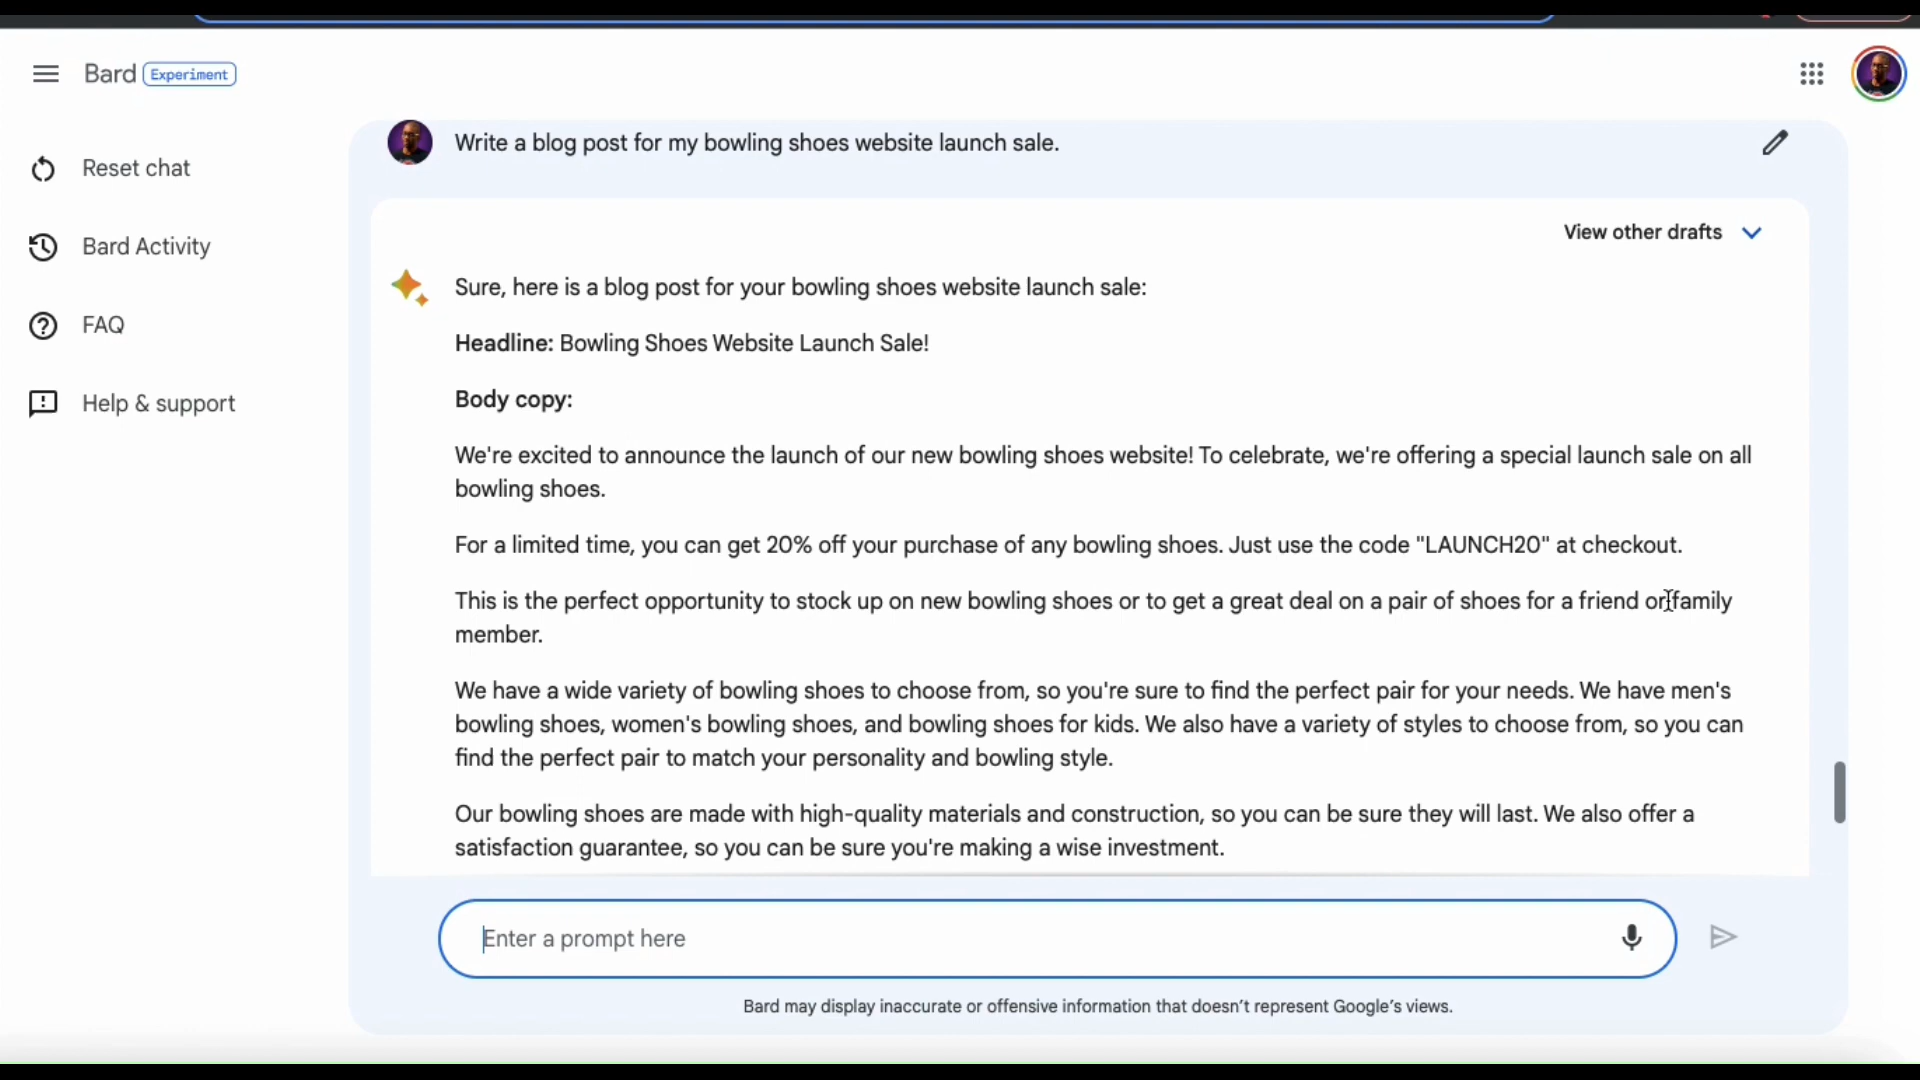 Bard Experiment
Reset chat
Bard Activity
FAQ
Help & support
Write a blog post for my bowling shoes website launch sale.
View other drafts
Sure, here is a blog post for your bowling shoes website launch sale:
Headline: Bowling Shoes Website Launch Sale!
Body copy:
We're excited to announce the launch of our new bowling shoes website! To celebrate, we're offering a special launch sale on all
bowling shoes.
For a limited time, you can get 20% off your purchase of any bowling shoes. Just use the code "LAUNCH20" at checkout.
This is the perfect opportunity to stock up on new bowling shoes or to get a great deal on a pair of shoes for a friend or family
member.
We have a wide variety of bowling shoes to choose from, so you're sure to find the perfect pair for your needs. We have men's
bowling shoes, women's bowling shoes, and bowling shoes for kids. We also have a variety of styles to choose from, so you can
find the perfect pair to match your personality and bowling style.
Our bowling shoes are made with high-quality materials and construction, so you can be sure they will last. We also offer a
satisfaction guarantee, so you can be sure you're making a wise investment.
Enter a prompt here
Bard may display inaccurate or offensive information that doesn't represent Google's views.